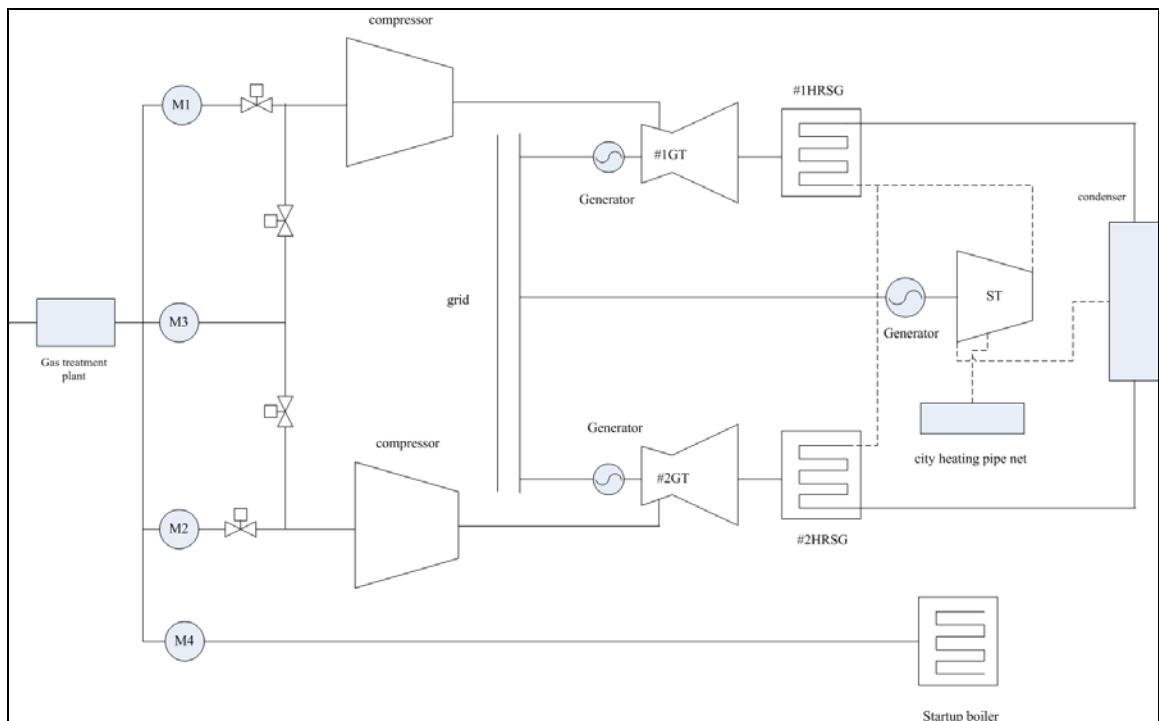 compressor
#1HRSG
M1
#1GT
Generator
condenser
ST
grid
M3
Generator
Gas treatment
plant
Generator
compressor
city heating pipe net
#2GT
M2
#2HRSG
M4
Startup boiler